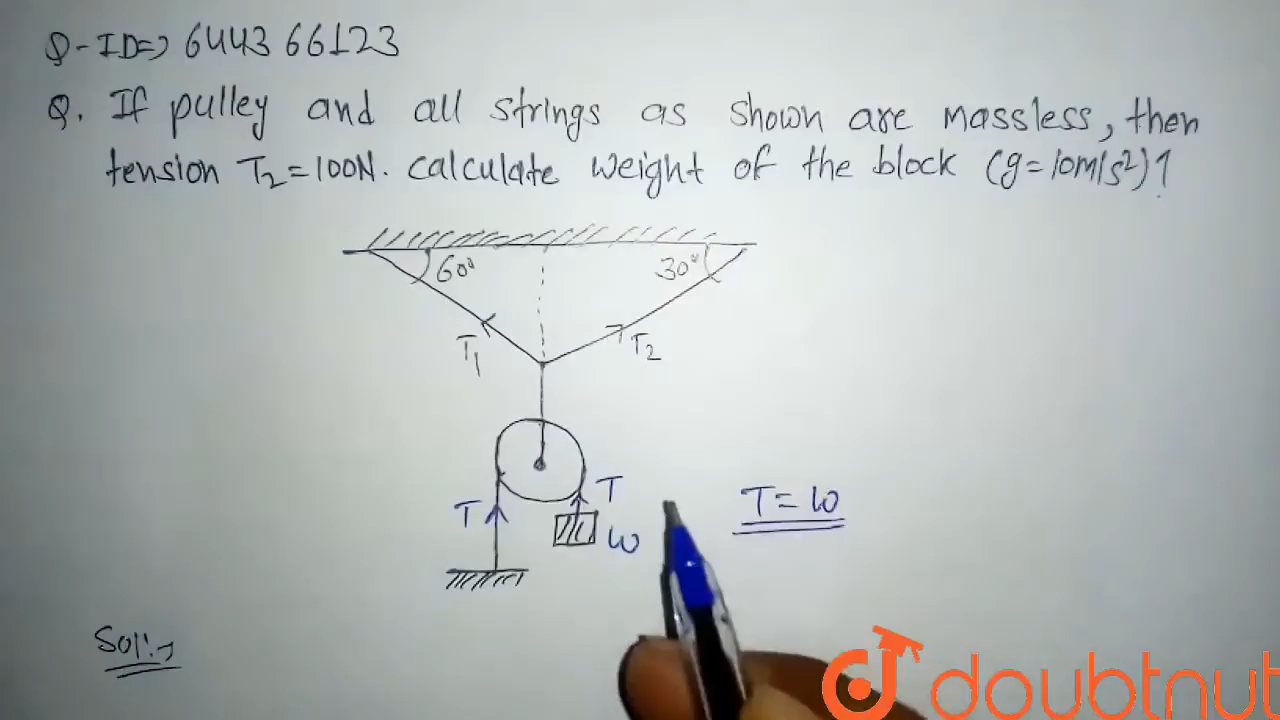 Q-ID=> 644366123
Q. If pulley and all strings as shown are massless, then
tension T₂=100N. calculate weight of the block (g=10m/s²)?
60°
30°
T₁
T₂
T
T
W
T=W
Sol:→
doubtnut